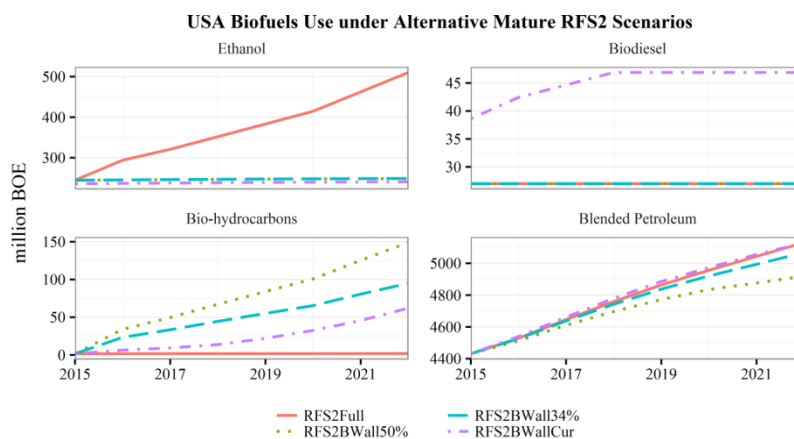 USA Biofuels Use under Alternative Mature RFS2 Scenarios
Ethanol
Biodiesel
500
400
300
45
40
35
30
million BOE
Bio-hydrocarbons
Blended Petroleum
150
100
50
0
5000
4800
4600
4400
2015 2017 2019 2021
2015 2017 2019 2021
RFS2Full RFS2BWall34%
RFS2BWall50% RFS2BWallCur